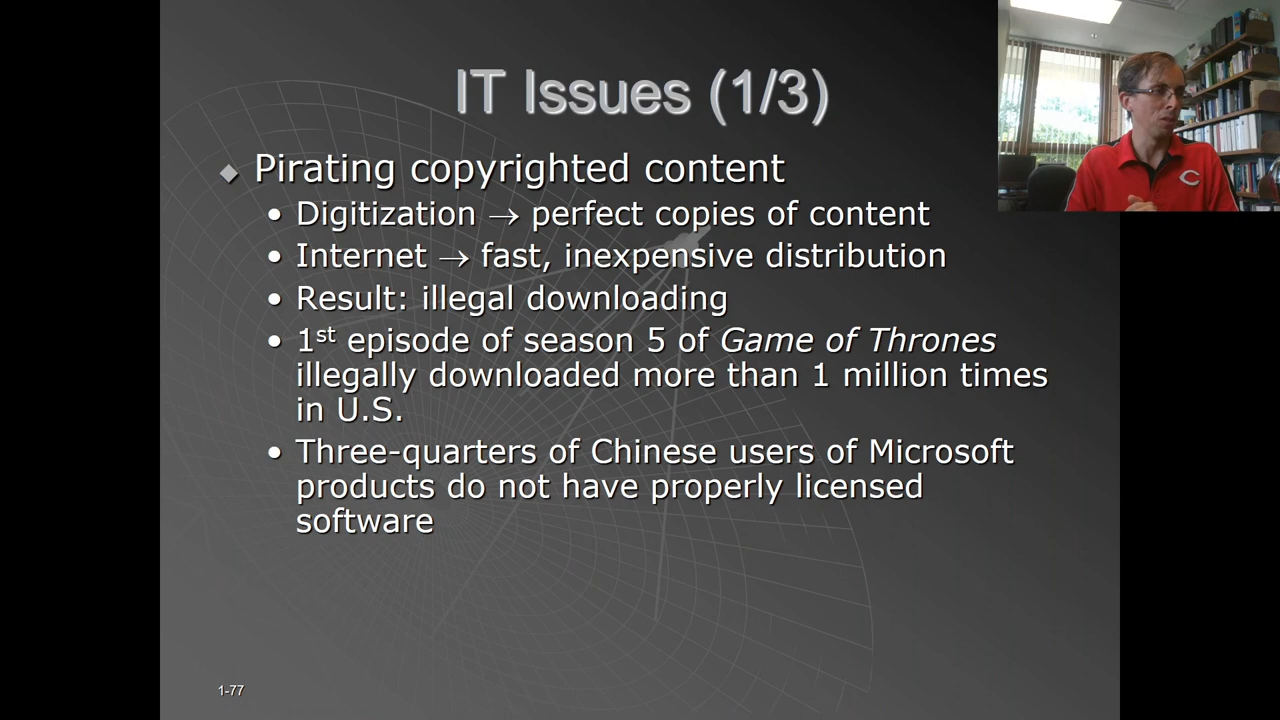 IT Issues (1/3)
◆ Pirating copyrighted content
• Digitization → perfect copies of content
• Internet → fast, inexpensive distribution
• Result: illegal downloading
• 1st episode of season 5 of Game of Thrones
illegally downloaded more than 1 million times
in U.S.
• Three-quarters of Chinese users of Microsoft
products do not have properly licensed
software
1-77
C